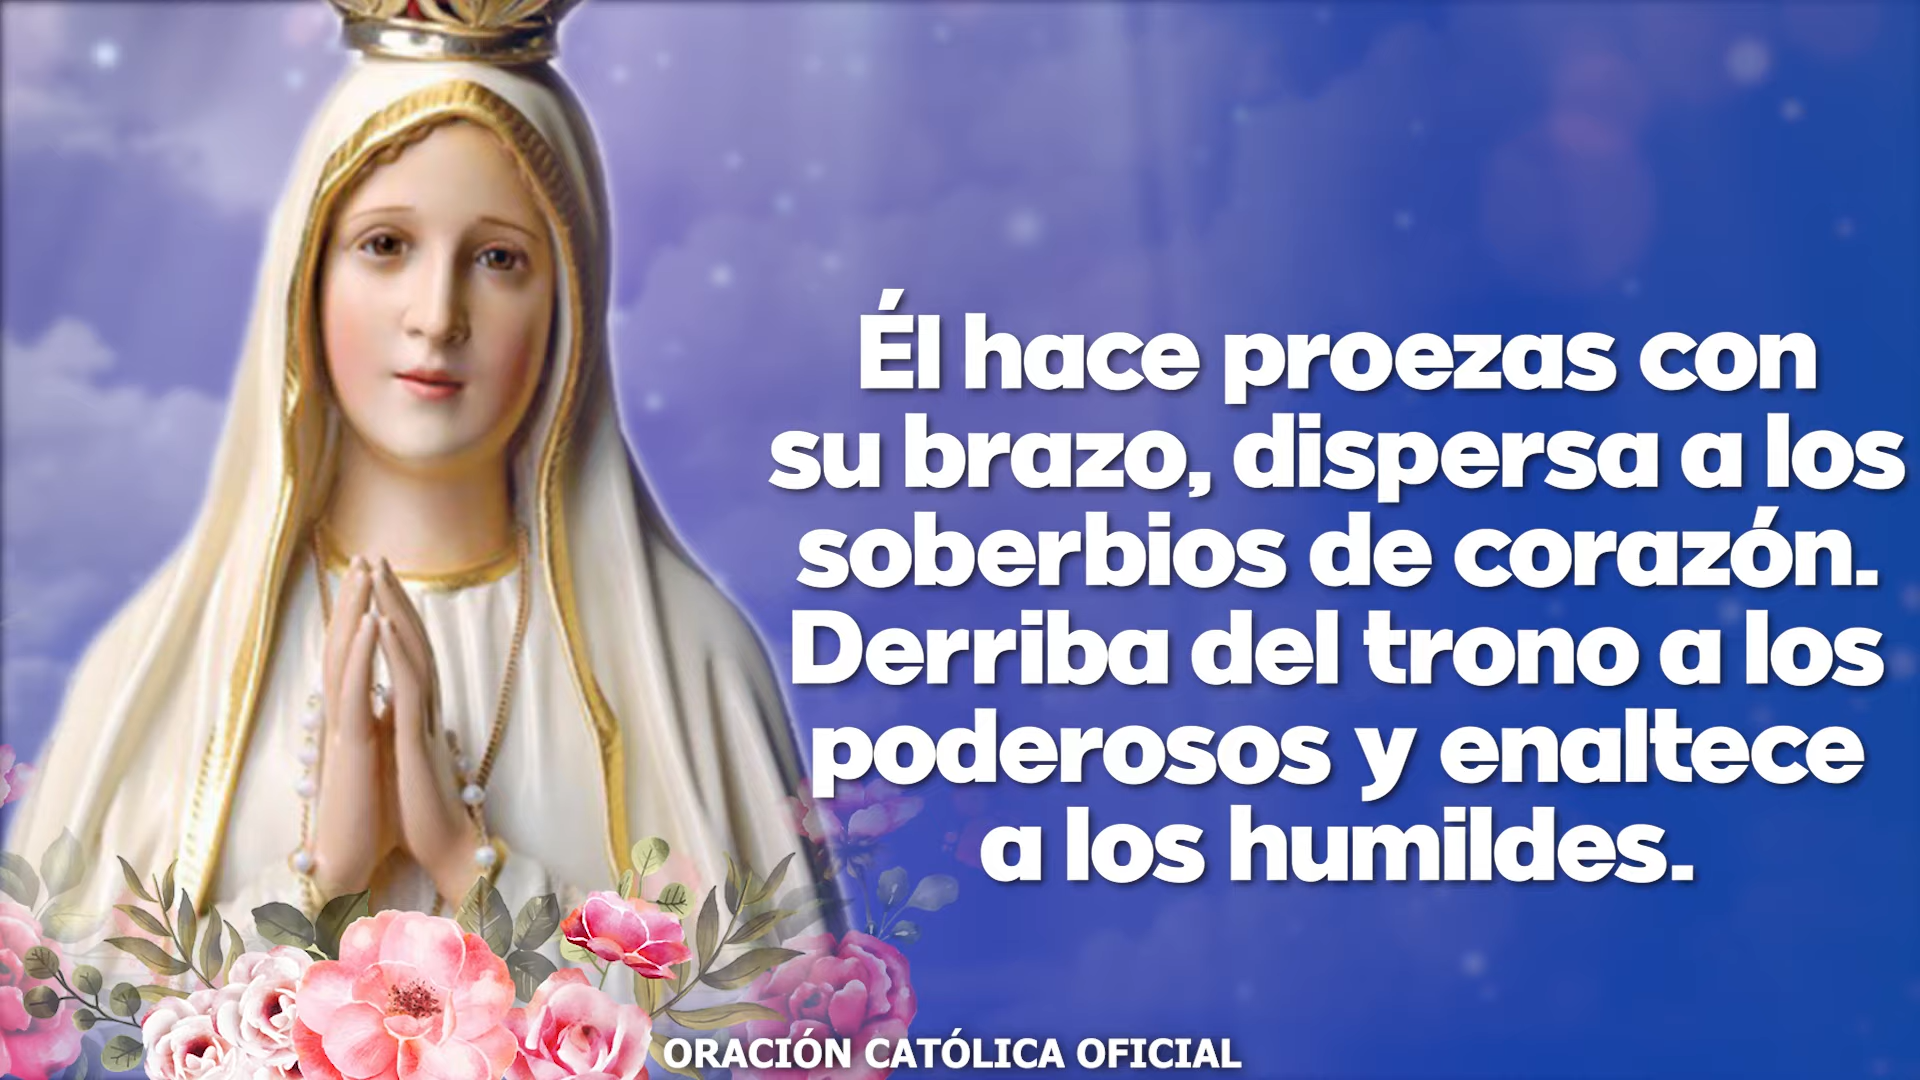 Él hace proezas con
su brazo, dispersa a los
soberbios de corazón.
Derriba del trono a los
poderosos y enaltece
a los humildes.
ORACIÓN CATÓLICA OFICIAL